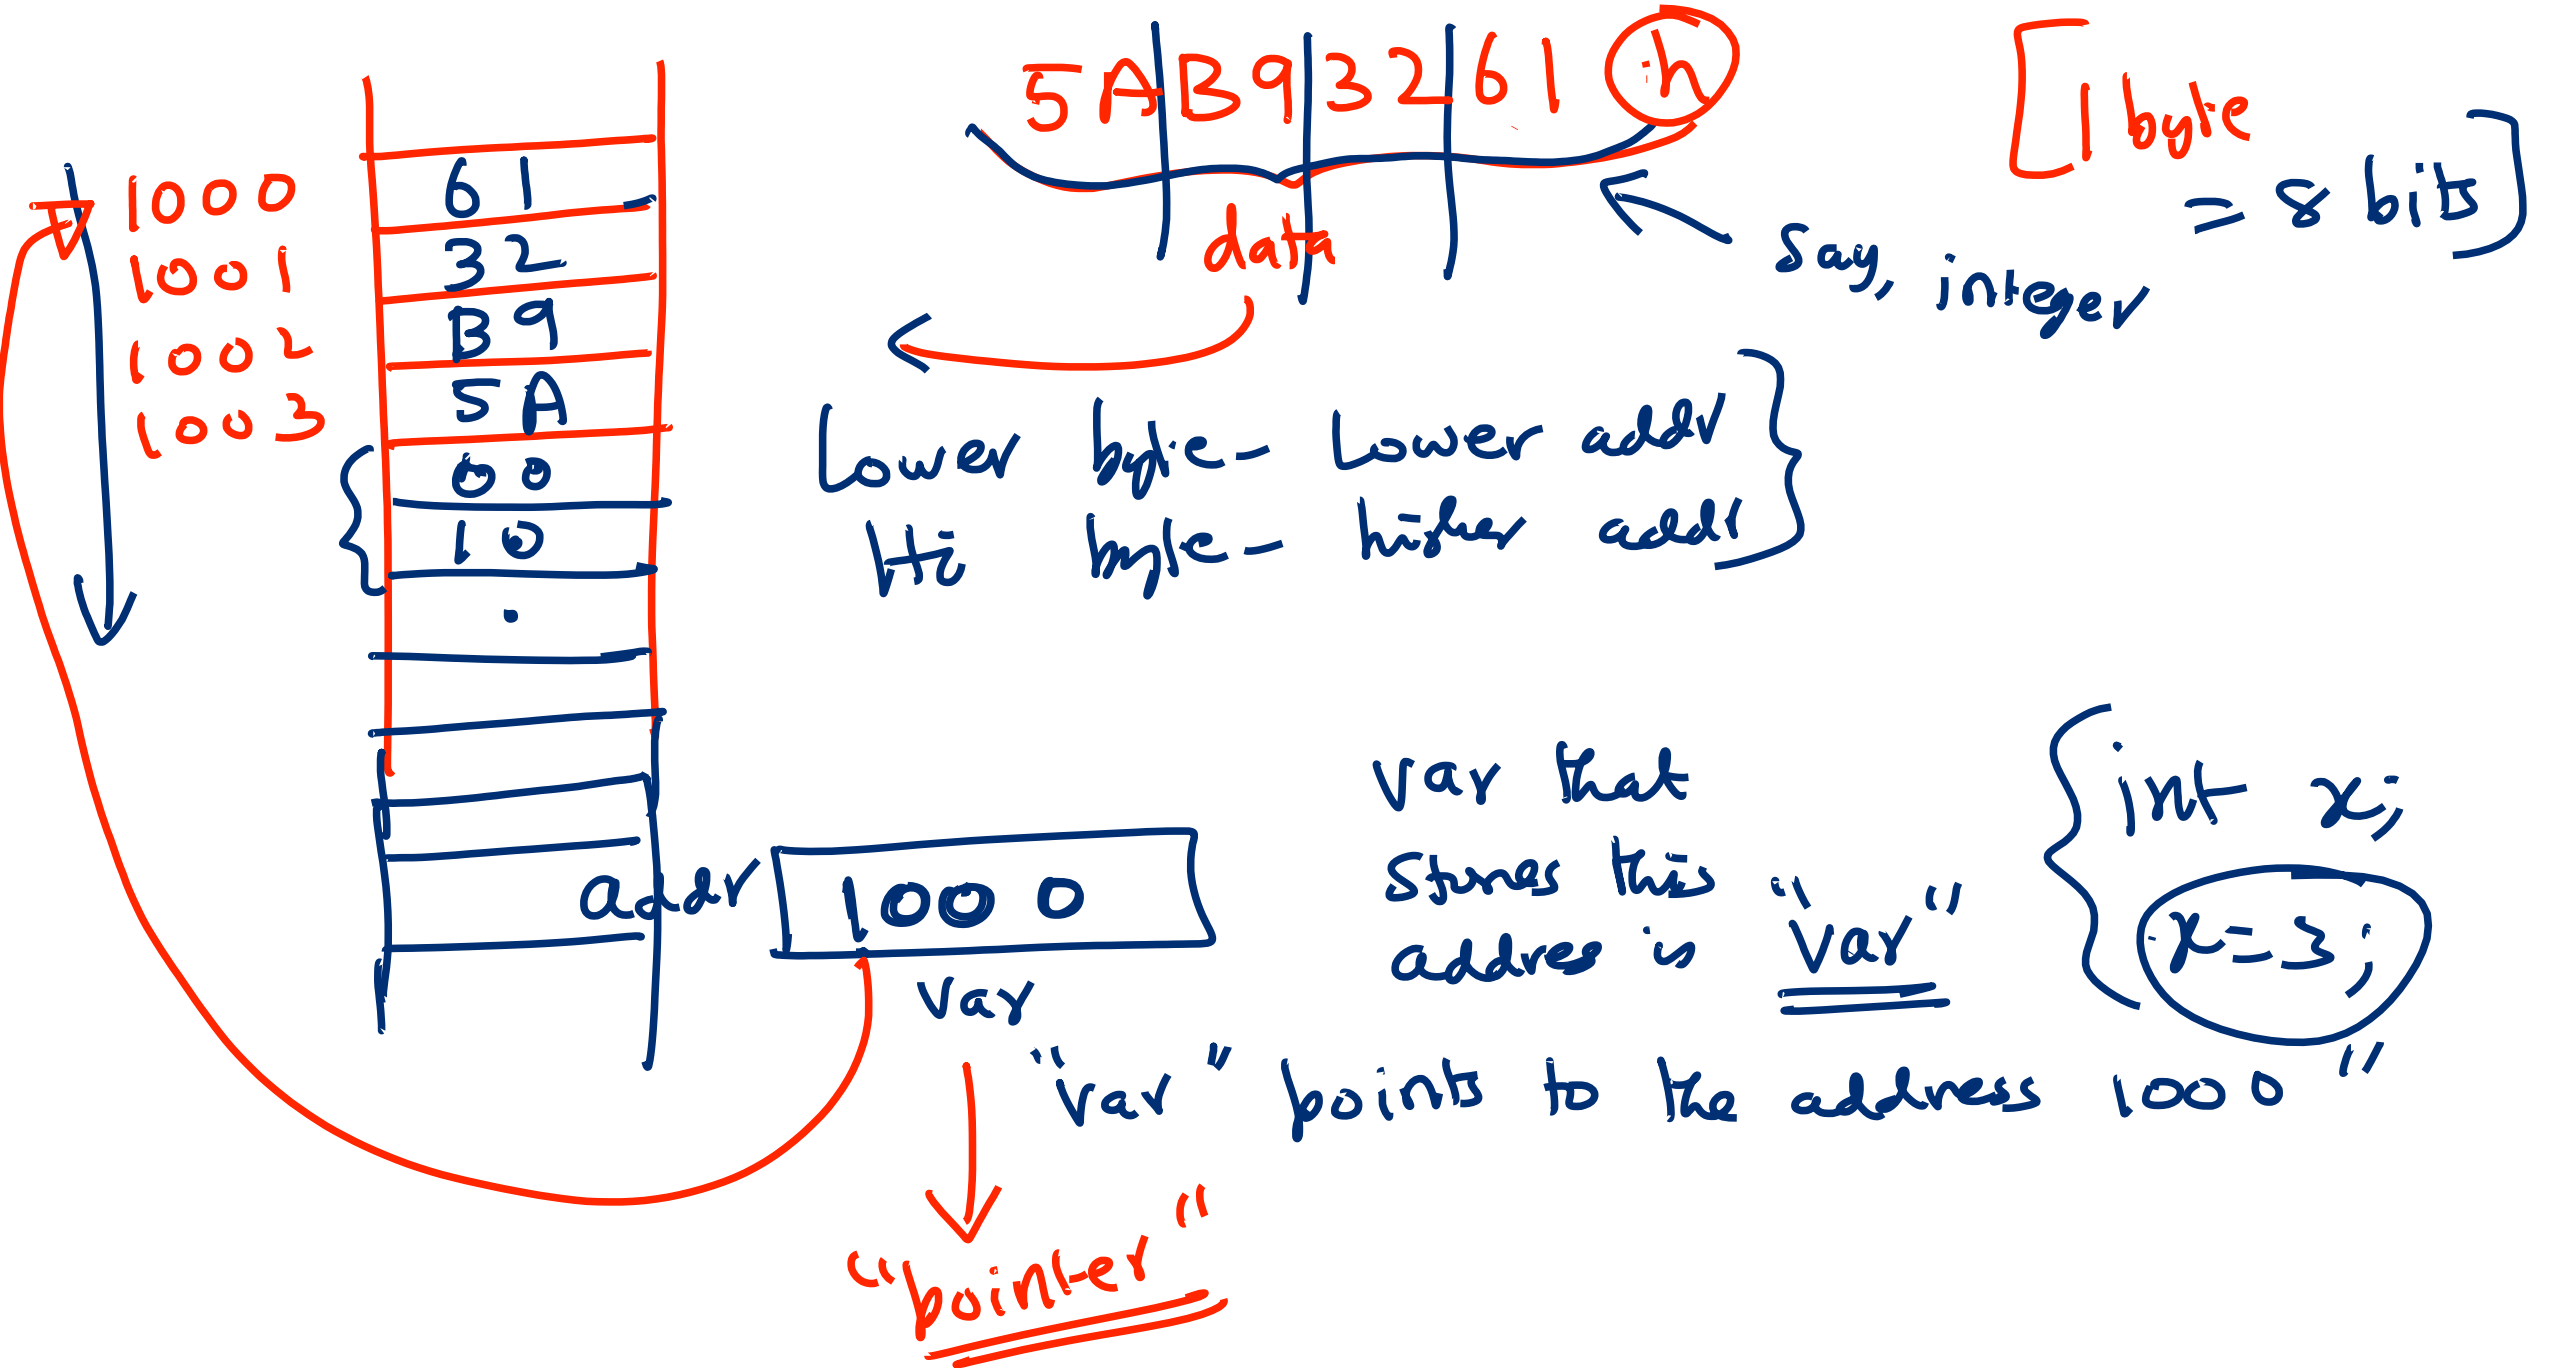 5A B9 32 61 h
[1 byte
= 8 bits]
data
say, integer
1000 61
1001 32
1002 B9
1003 5A
00
10
.
Lower byte - Lower addr
Hi byte - higher addr
addr 1000
var
var that
stores this
addres is "var"
int x;
x=3;
"var" points to the address 1000"
"pointer"